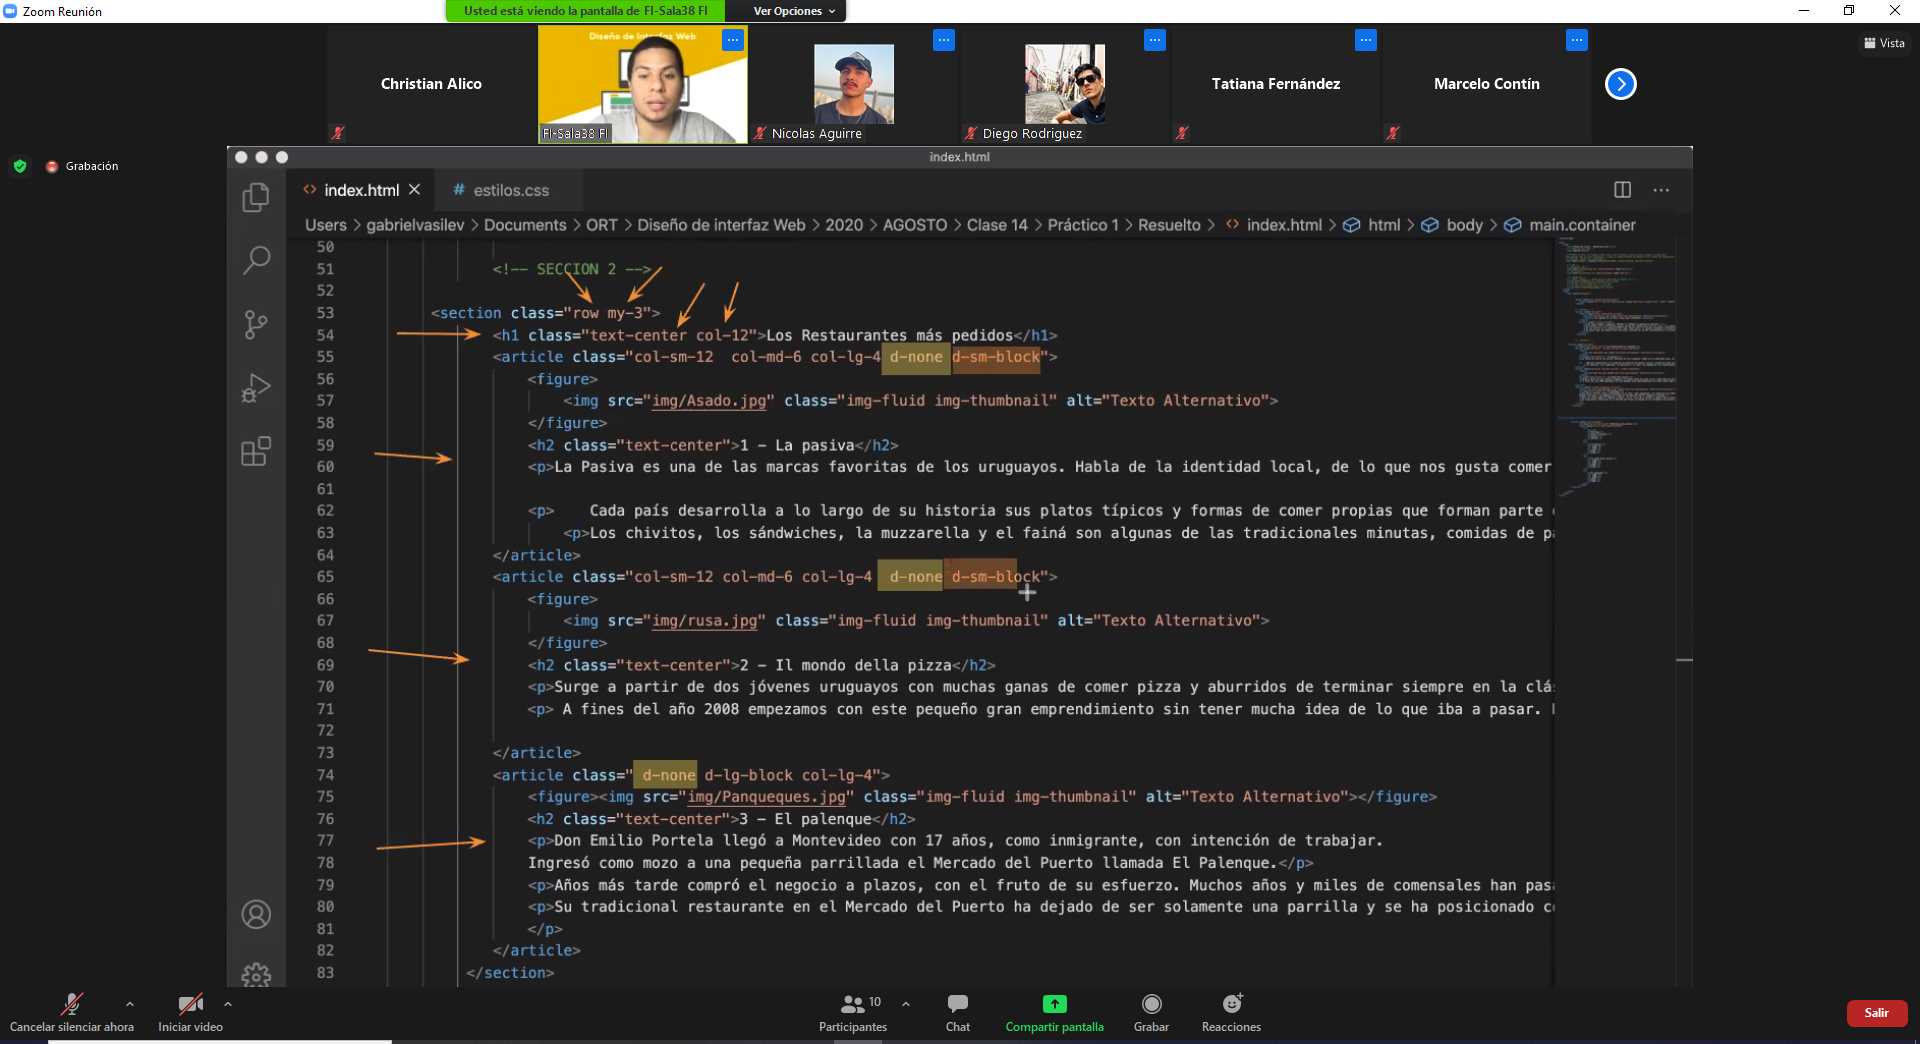 Zoom Reunión
Usted está viendo la pantalla de FI-Sala38 FI
Ver Opciones
Vista
Christian Alico
Diseño de Interfaz Web
FI-Sala38 FI
Nicolas Aguirre
Diego Rodriguez
Tatiana Fernández
Marcelo Contín
Grabación
index.html
index.html
# estilos.css
Users > gabrielvasilev > Documents > ORT > Diseño de interfaz Web > 2020 > AGOSTO > Clase 14 > Práctico 1 > Resuelto > <> index.html > html > body > main.container
50
51 <!-- SECCION 2 -->
52
53 <section class="row my-3">
54 <h1 class="text-center col-12">Los Restaurantes más pedidos</h1>
55 <article class="col-sm-12  col-md-6 col-lg-4 d-none d-sm-block">
56 <figure>
57 <img src="img/Asado.jpg" class="img-fluid img-thumbnail" alt="Texto Alternativo">
58 </figure>
59 <h2 class="text-center">1 - La pasiva</h2>
60 <p>La Pasiva es una de las marcas favoritas de los uruguayos. Habla de la identidad local, de lo que nos gusta comer
61
62 <p>    Cada país desarrolla a lo largo de su historia sus platos típicos y formas de comer propias que forman parte
63 <p>Los chivitos, los sándwiches, la muzzarella y el fainá son algunas de las tradicionales minutas, comidas de
64 </article>
65 <article class="col-sm-12 col-md-6 col-lg-4  d-none d-sm-block">
66 <figure>
67 <img src="img/rusa.jpg"  class="img-fluid img-thumbnail" alt="Texto Alternativo">
68 </figure>
69 <h2 class="text-center">2 - Il mondo della pizza</h2>
70 <p>Surge a partir de dos jóvenes uruguayos con muchas ganas de comer pizza y aburridos de terminar siempre en la clás
71 <p> A fines del año 2008 empezamos con este pequeño gran emprendimiento sin tener mucha idea de lo que iba a pasar.
72
73 </article>
74 <article class=" d-none d-lg-block col-lg-4">
75 <figure><img src="img/Panqueques.jpg" class="img-fluid img-thumbnail" alt="Texto Alternativo"></figure>
76 <h2 class="text-center">3 - El palenque</h2>
77 <p>Don Emilio Portela llegó a Montevideo con 17 años, como inmigrante, con intención de trabajar.
78 Ingresó como mozo a una pequeña parrillada el Mercado del Puerto llamada El Palenque.</p>
79 <p>Años más tarde compró el negocio a plazos, con el fruto de su esfuerzo. Muchos años y miles de comensales han pasa
80 <p>Su tradicional restaurante en el Mercado del Puerto ha dejado de ser solamente una parrilla y se ha posicionado
81 </p>
82 </article>
83 </section>
Cancelar silenciar ahora
Iniciar video
10
Participantes
Chat
Compartir pantalla
Grabar
Reacciones
Salir